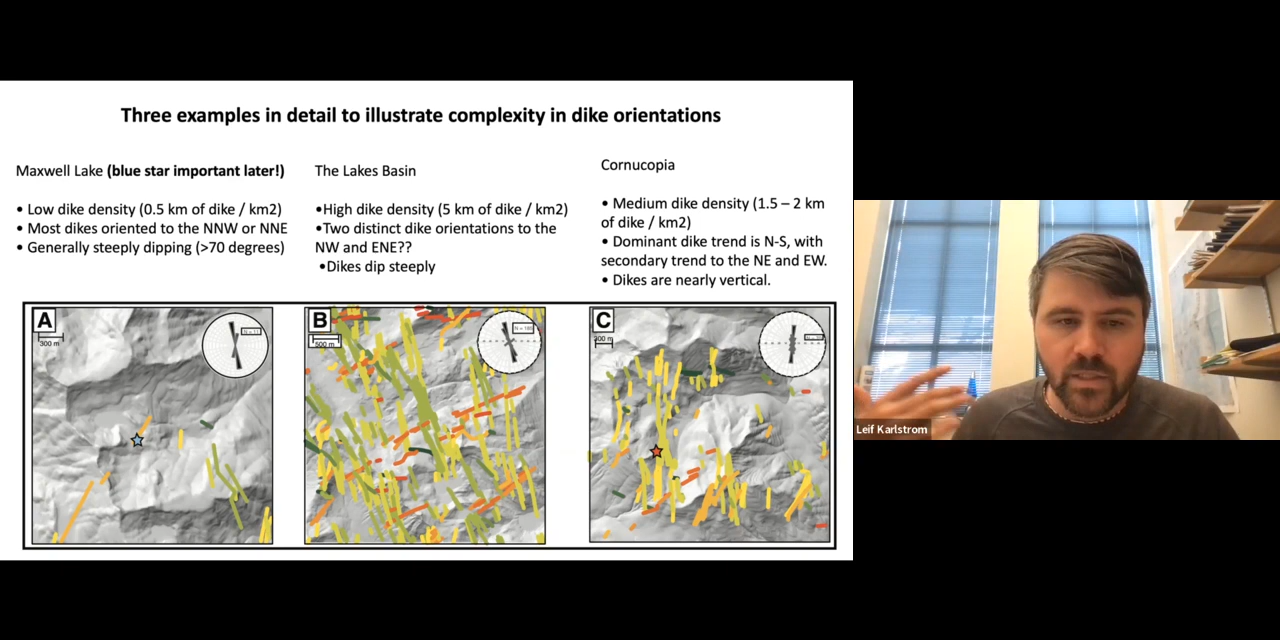 Three examples in detail to illustrate complexity in dike orientations
Maxwell Lake (blue star important later!)
• Low dike density (0.5 km of dike / km2)
• Most dikes oriented to the NNW or NNE
• Generally steeply dipping (>70 degrees)
The Lakes Basin
•High dike density (5 km of dike / km2)
•Two distinct dike orientations to the
NW and ENE??
•Dikes dip steeply
Cornucopia
• Medium dike density (1.5 – 2 km
of dike / km2)
• Dominant dike trend is N-S, with
secondary trend to the NE and EW.
• Dikes are nearly vertical.
A
300 m
B
500 m
C
300 m
Leif Karlstrom